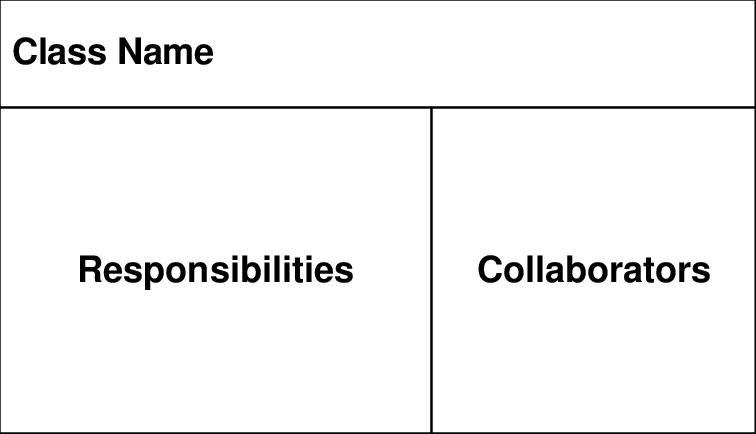 Class Name
Responsibilities
Collaborators